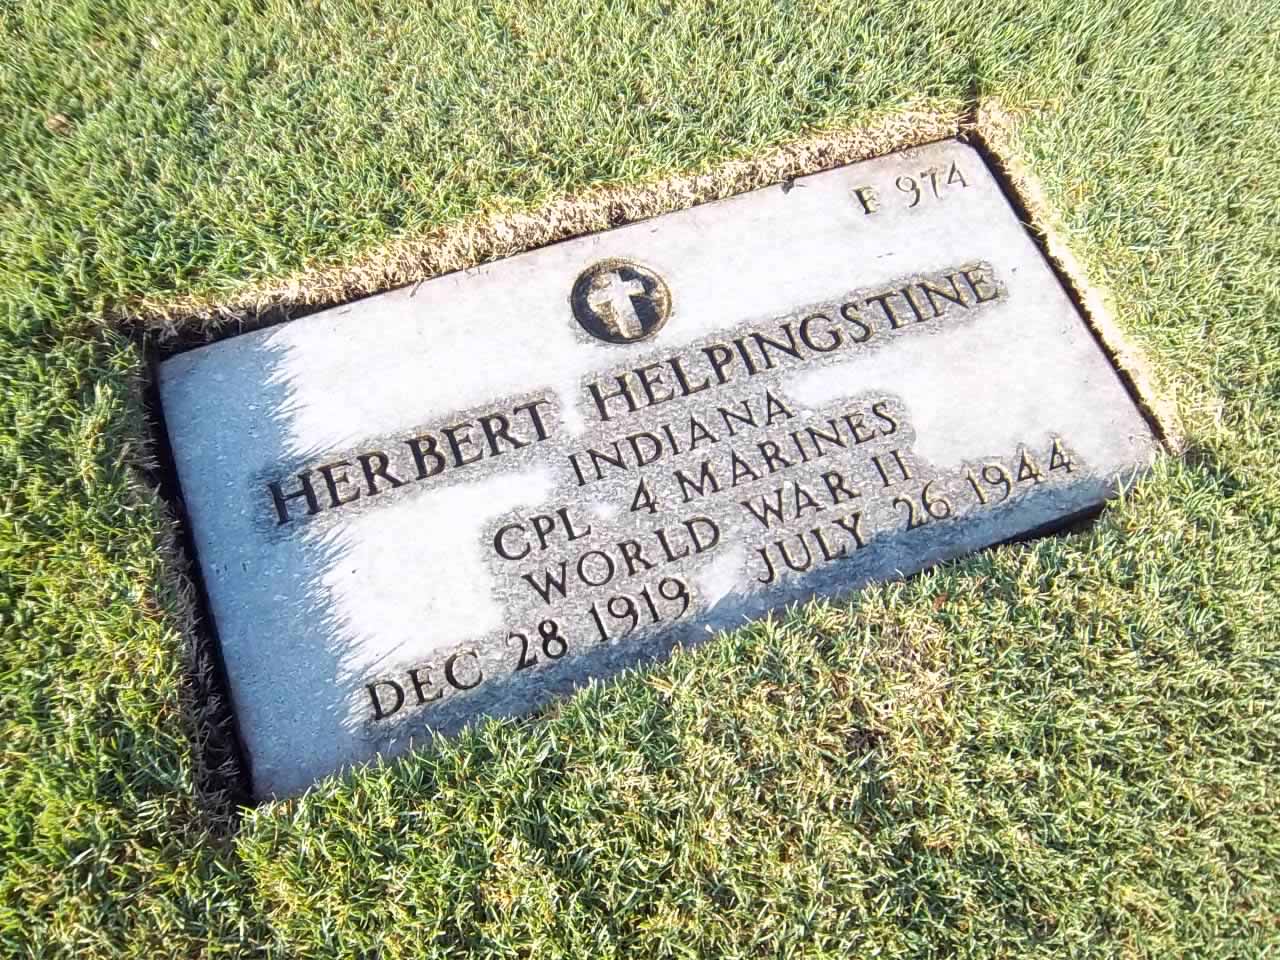 F 974
HERBERT HELPINGSTINE
INDIANA
CPL 4 MARINES
WORLD WAR II
DEC 28 1919 JULY 26 1944